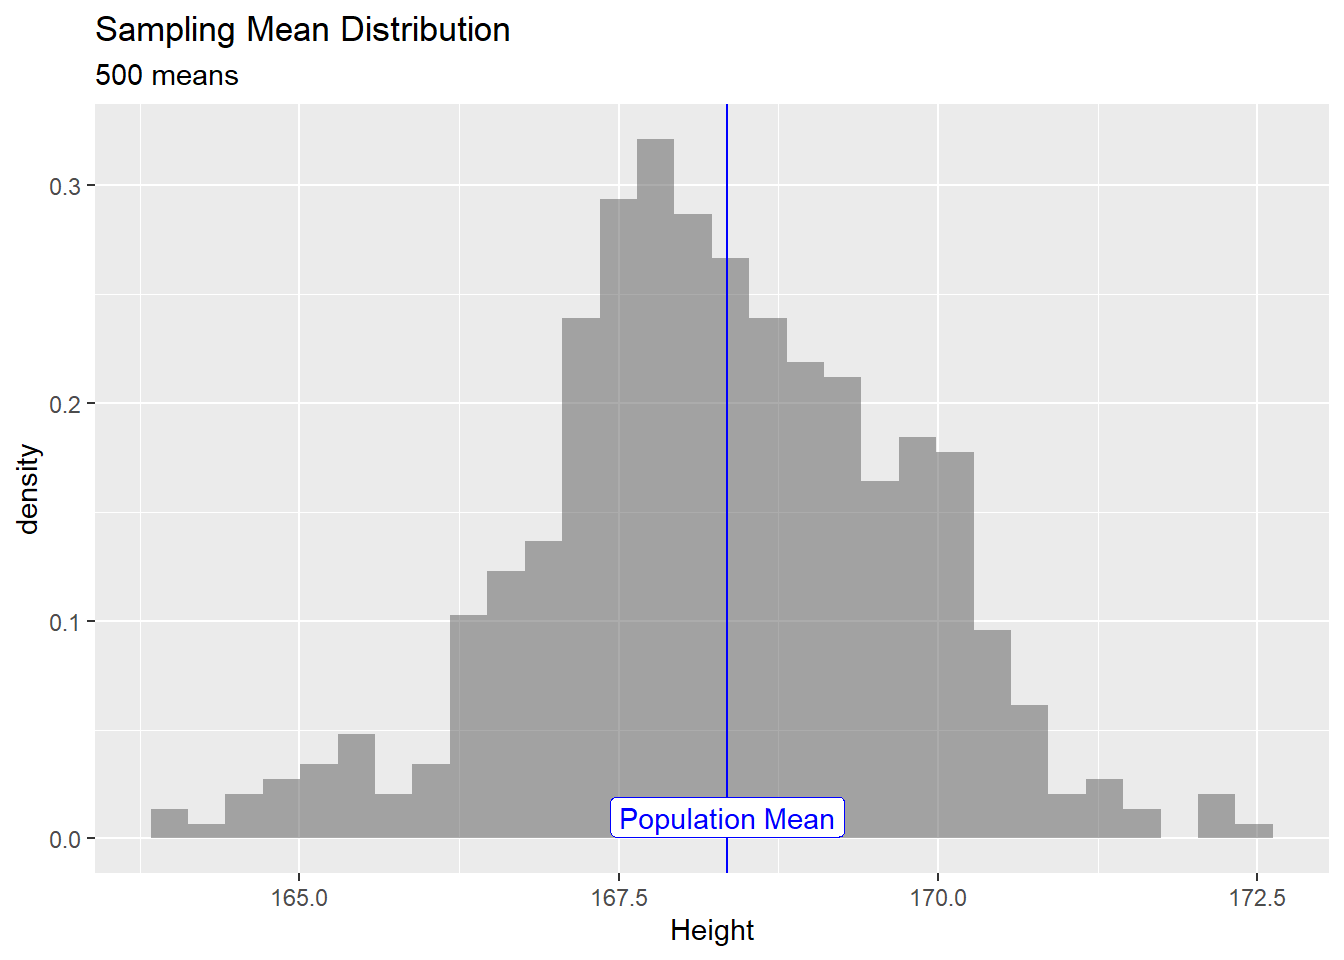 Sampling Mean Distribution
500 means
0.3
0.2
0.1
0.0
density
Population Mean
165.0 167.5 170.0 172.5
Height